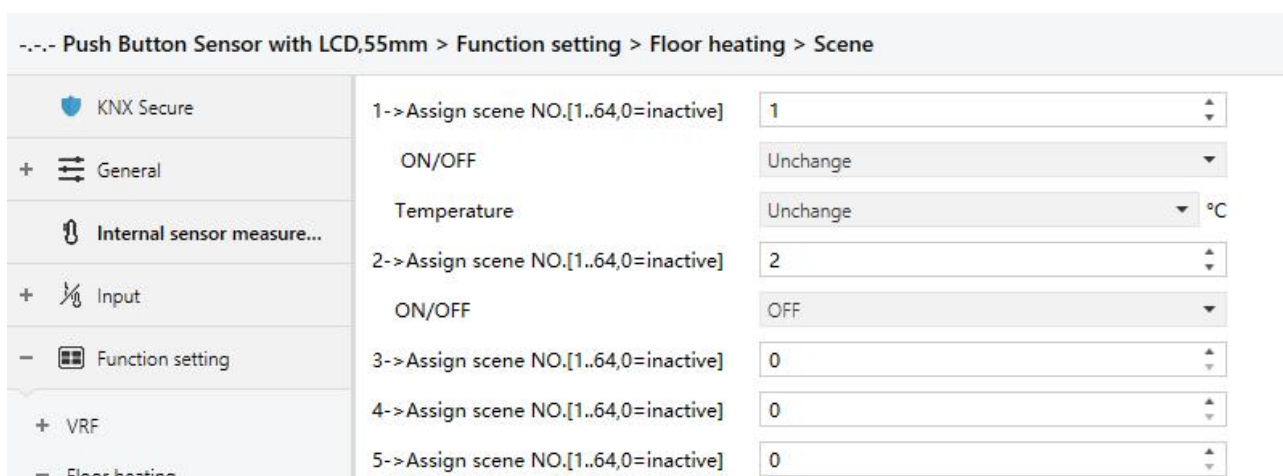 -.-.- Push Button Sensor with LCD,55mm > Function setting > Floor heating > Scene
KNX Secure
+ General
Internal sensor measure...
+ Input
− Function setting
+ VRF
− Floor heating
1->Assign scene NO.[1..64,0=inactive] 1
ON/OFF Unchange
Temperature Unchange °C
2->Assign scene NO.[1..64,0=inactive] 2
ON/OFF OFF
3->Assign scene NO.[1..64,0=inactive] 0
4->Assign scene NO.[1..64,0=inactive] 0
5->Assign scene NO.[1..64,0=inactive] 0